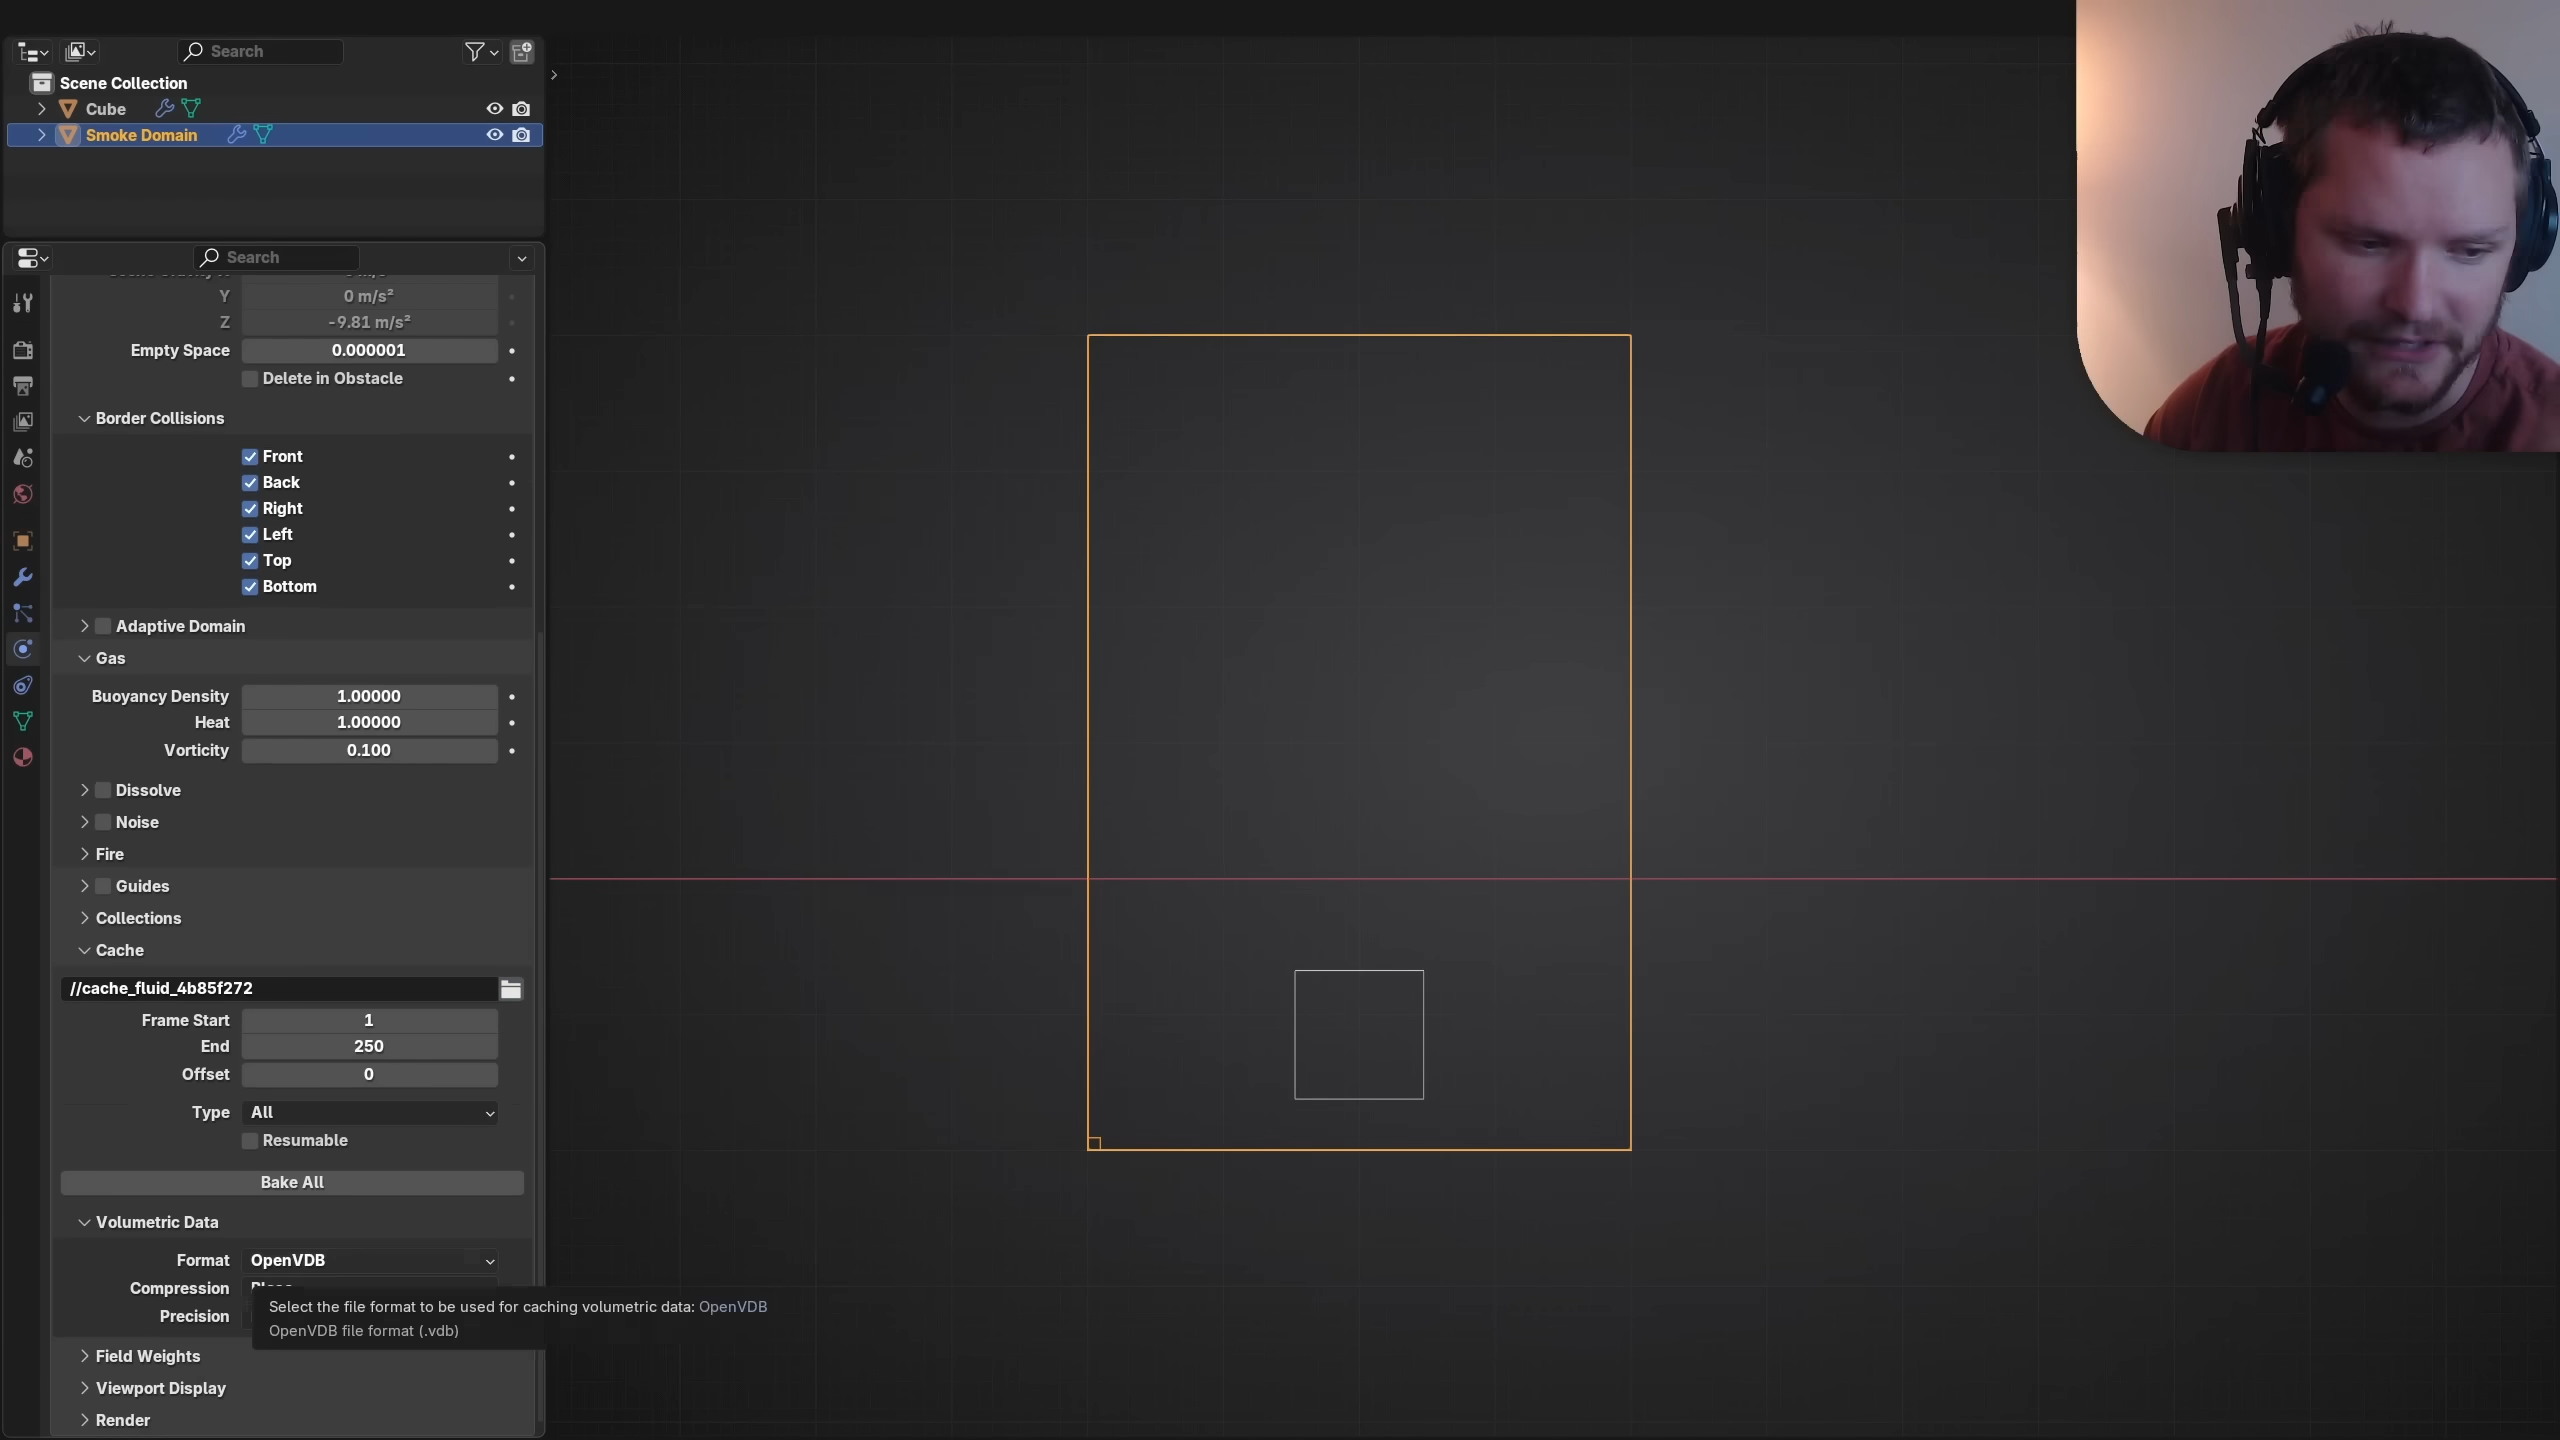 Search
Scene Collection
Cube
Smoke Domain
Search
Y 0 m/s²
Z -9.81 m/s²
Empty Space 0.000001
Delete in Obstacle
Border Collisions
Front
Back
Right
Left
Top
Bottom
Adaptive Domain
Gas
Buoyancy Density 1.00000
Heat 1.00000
Vorticity 0.100
Dissolve
Noise
Fire
Guides
Collections
Cache
//cache_fluid_4b85f272
Frame Start 1
End 250
Offset 0
Type All
Resumable
Bake All
Volumetric Data
Format OpenVDB
Compression
Select the file format to be used for caching volumetric data: OpenVDB
Precision
OpenVDB file format (.vdb)
Field Weights
Viewport Display
Render